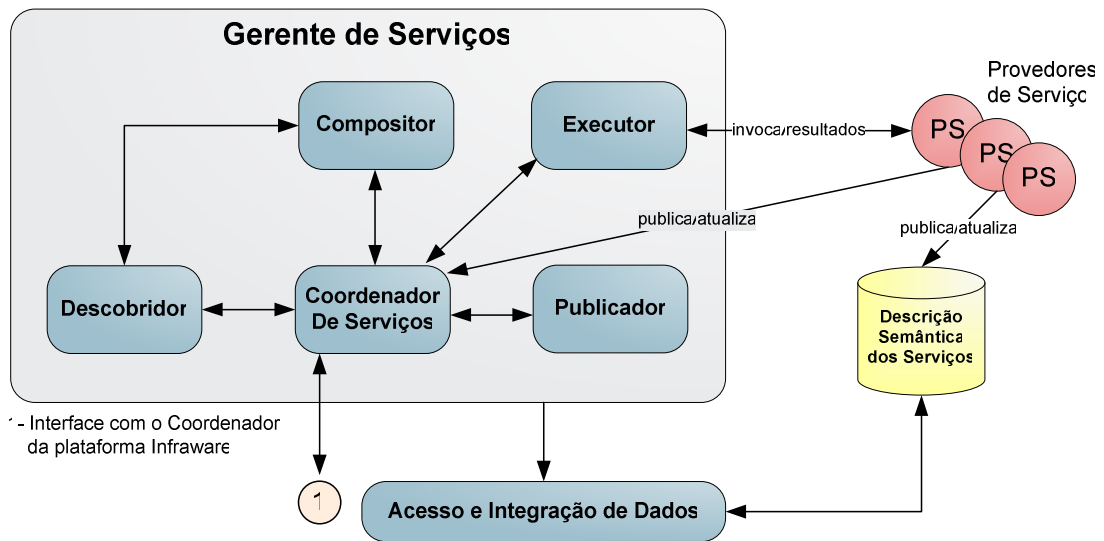 Gerente de Serviços
Provedores
de Serviço
Compositor
Executor
invoca/resultados
PS
PS
PS
publica/atualiza
publica/atualiza
Descobridor
Coordenador
De Serviços
Publicador
Descrição
Semântica
dos Serviços
1 - Interface com o Coordenador
da plataforma Infraware
1
Acesso e Integração de Dados